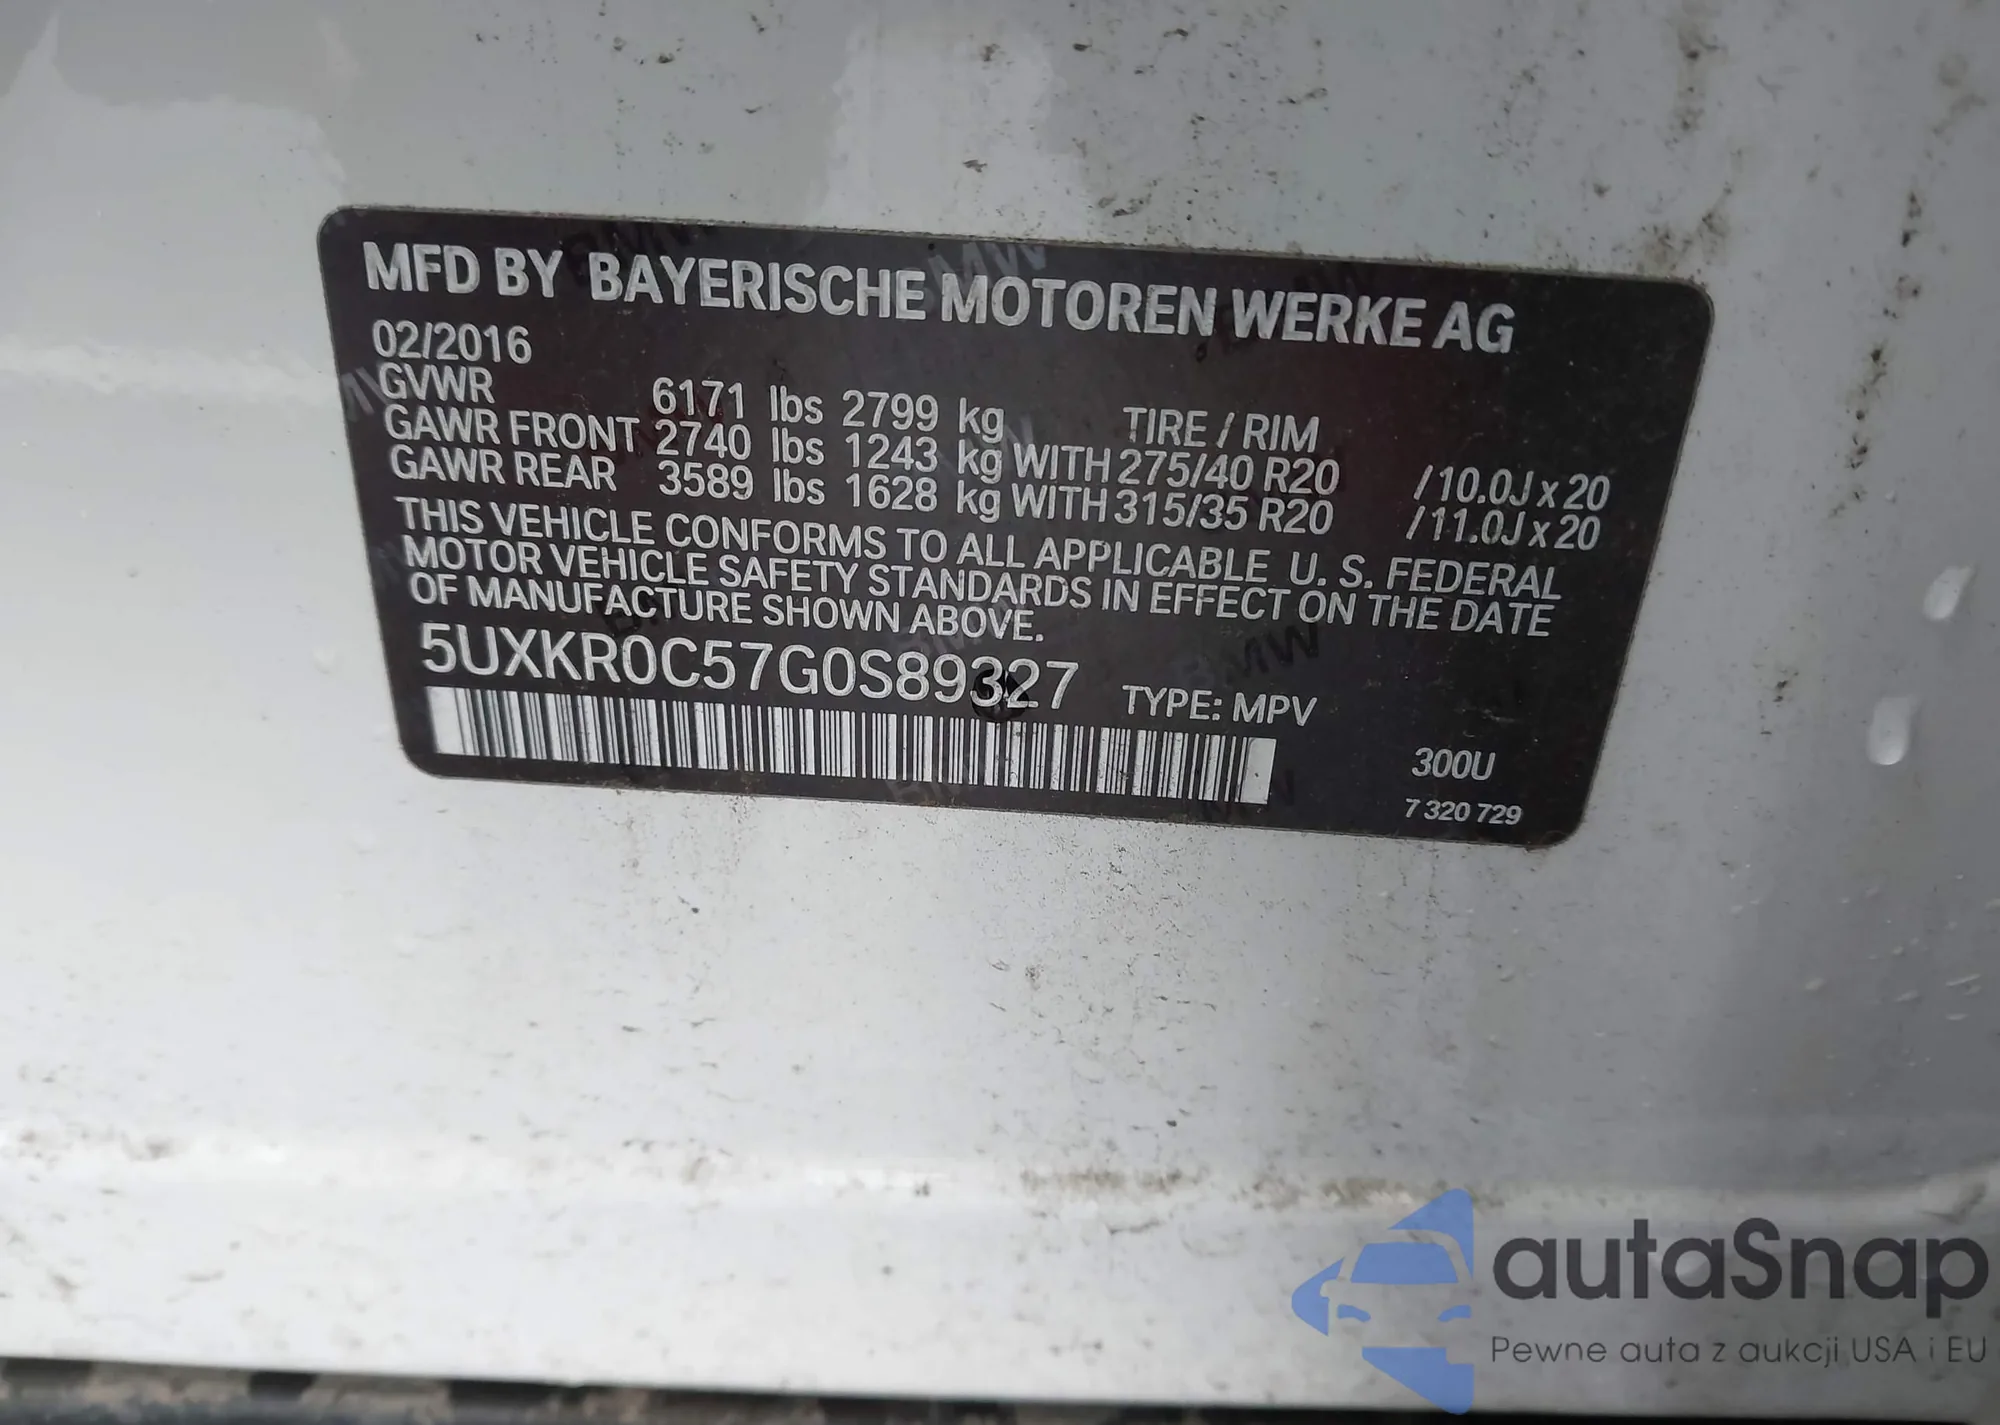 MFD BY BAYERISCHE MOTOREN WERKE AG
02/2016
GVWR 6171 lbs 2799 kg TIRE / RIM
GAWR FRONT 2740 lbs 1243 kg WITH 275/40 R20 /10.0J x 20
GAWR REAR 3589 lbs 1628 kg WITH 315/35 R20 /11.0J x 20
THIS VEHICLE CONFORMS TO ALL APPLICABLE U. S. FEDERAL
MOTOR VEHICLE SAFETY STANDARDS IN EFFECT ON THE DATE
OF MANUFACTURE SHOWN ABOVE.
5UXKR0C57G0S89327 TYPE: MPV
300U
7 320 729
autaSnap
Pewne auta z aukcji USA i EU